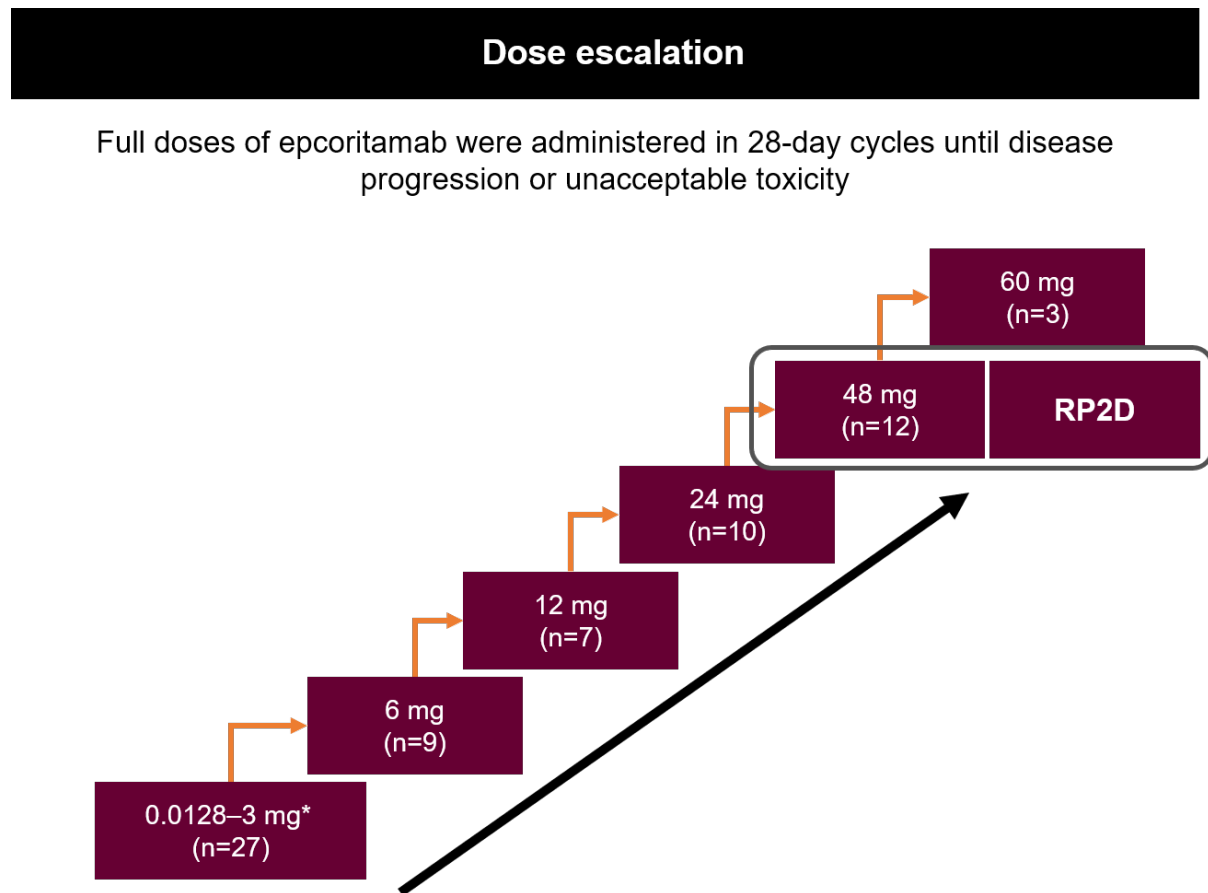 Dose escalation
Full doses of epcoritamab were administered in 28-day cycles until disease
progression or unacceptable toxicity
60 mg
(n=3)
48 mg
(n=12)
RP2D
24 mg
(n=10)
12 mg
(n=7)
6 mg
(n=9)
0.0128–3 mg*
(n=27)